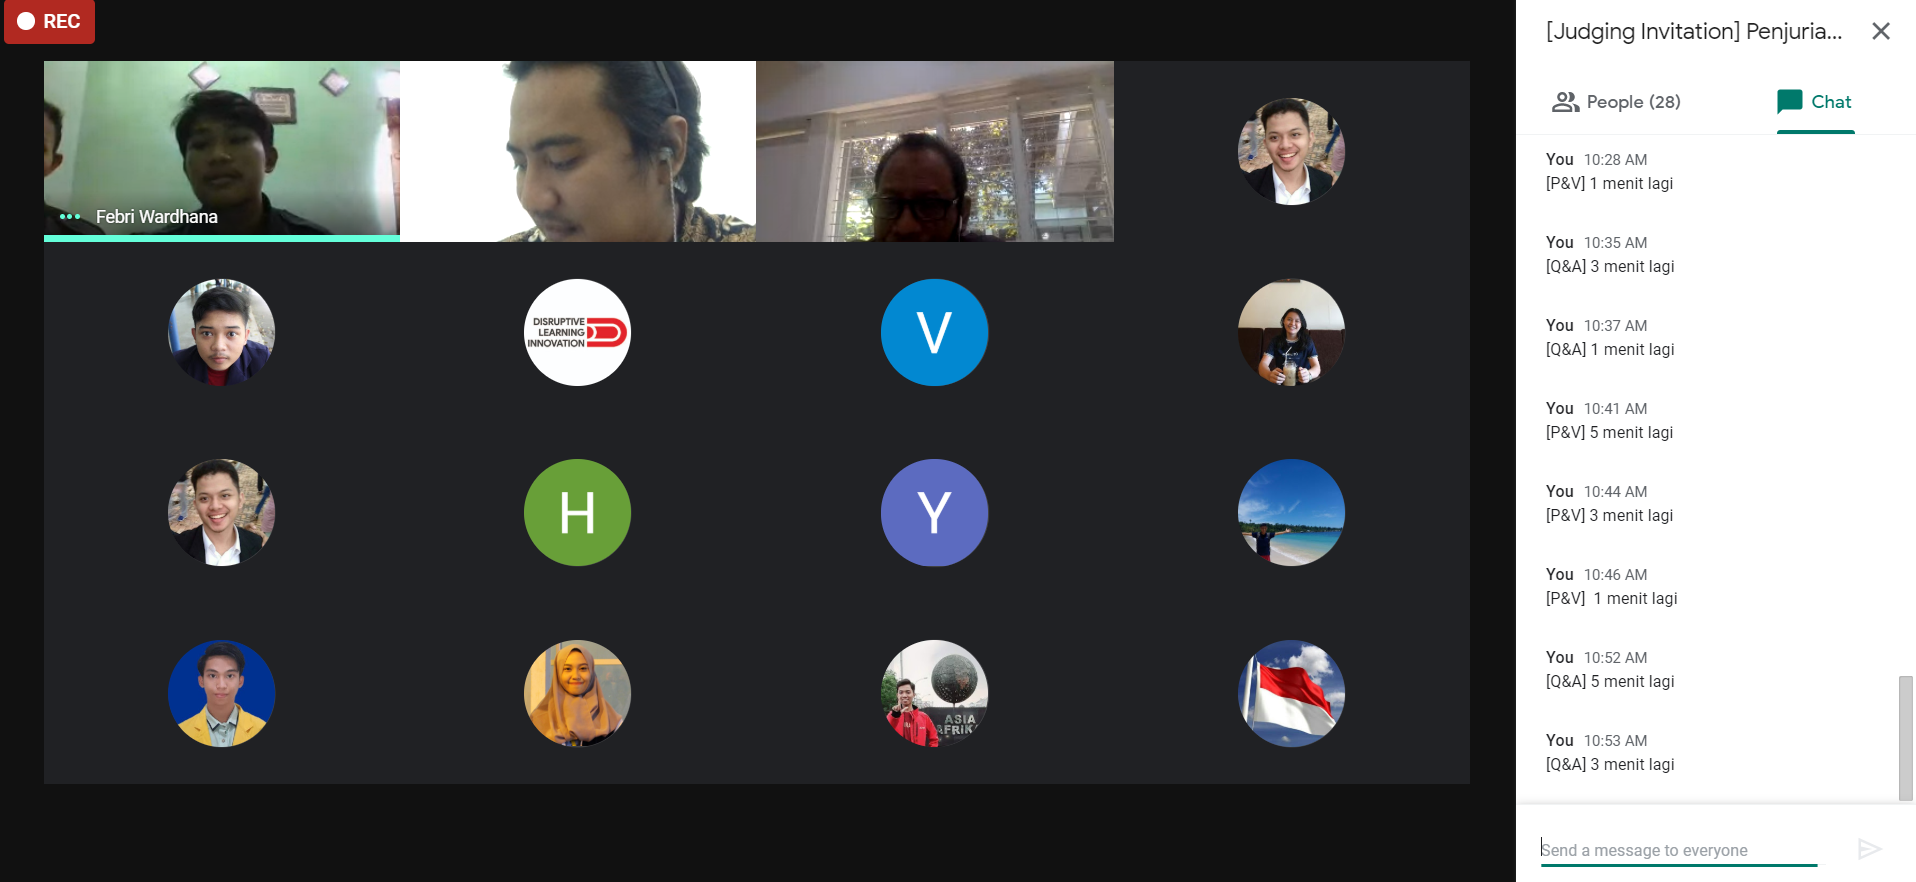 REC
Febri Wardhana
DISRUPTIVE
LEARNING
INNOVATION
V
H
Y
ASIA
AFRIK
[Judging Invitation] Penjuria...
People (28)
Chat
You 10:28 AM
[P&V] 1 menit lagi
You 10:35 AM
[Q&A] 3 menit lagi
You 10:37 AM
[Q&A] 1 menit lagi
You 10:41 AM
[P&V] 5 menit lagi
You 10:44 AM
[P&V] 3 menit lagi
You 10:46 AM
[P&V]  1 menit lagi
You 10:52 AM
[Q&A] 5 menit lagi
You 10:53 AM
[Q&A] 3 menit lagi
Send a message to everyone